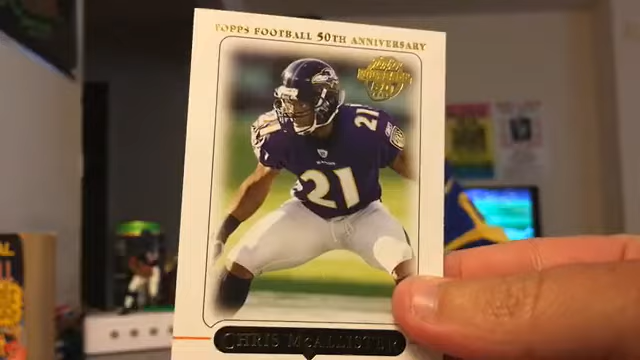 TOPPS FOOTBALL 50TH ANNIVERSARY
21
21
CHRIS MCALLISTER